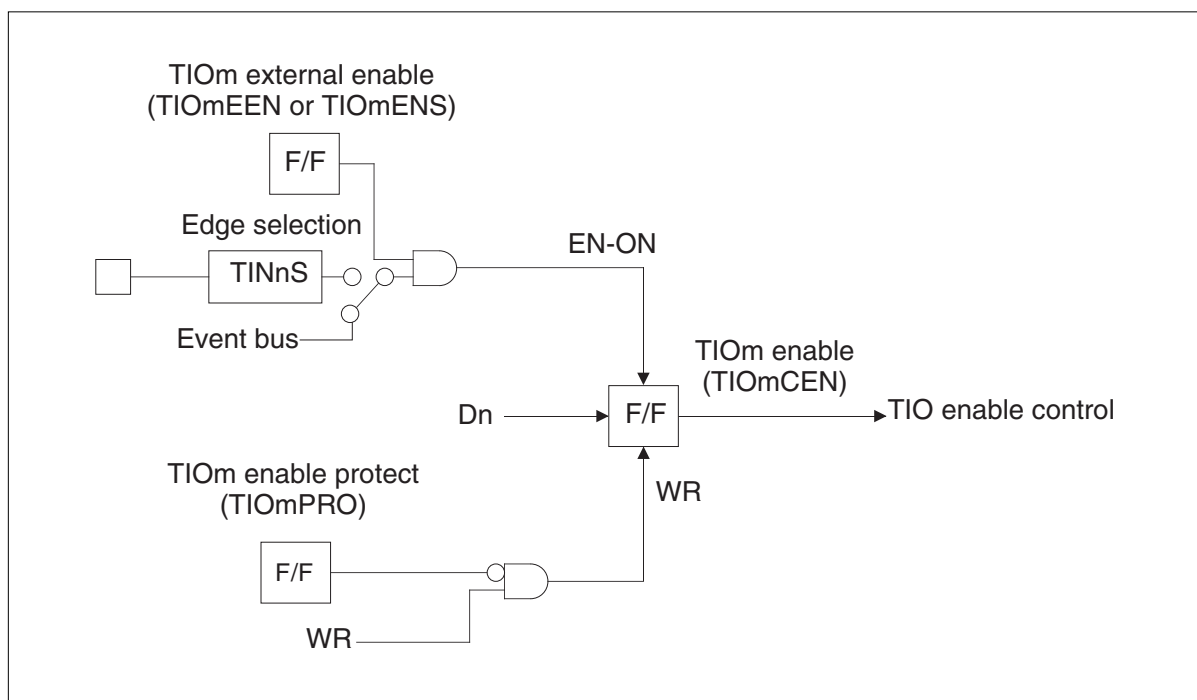 TIOm external enable
(TIOmEEN or TIOmENS)
F/F
Edge selection
TINnS
EN-ON
Event bus
TIOm enable
(TIOmCEN)
Dn
F/F
TIO enable control
TIOm enable protect
(TIOmPRO)
WR
F/F
WR